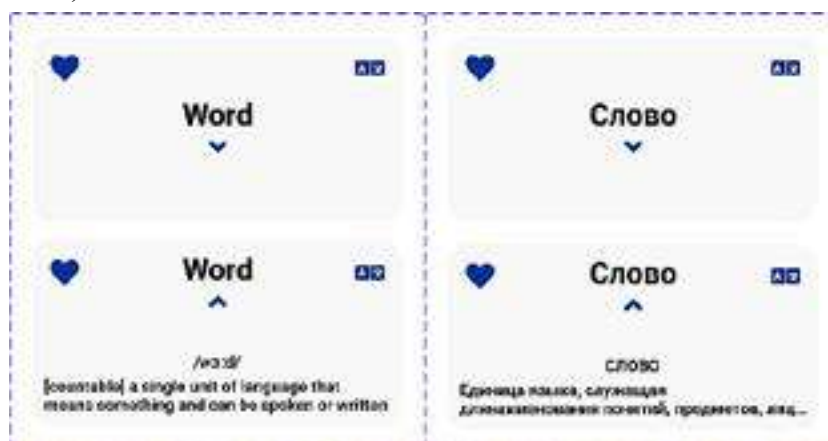 Word
Слово
Word
Слово
/wɜːd/
[countable] a single unit of language that
means something and can be spoken or written
слово
Единица языка, служащая
наименования понятий, предметов, лиц...